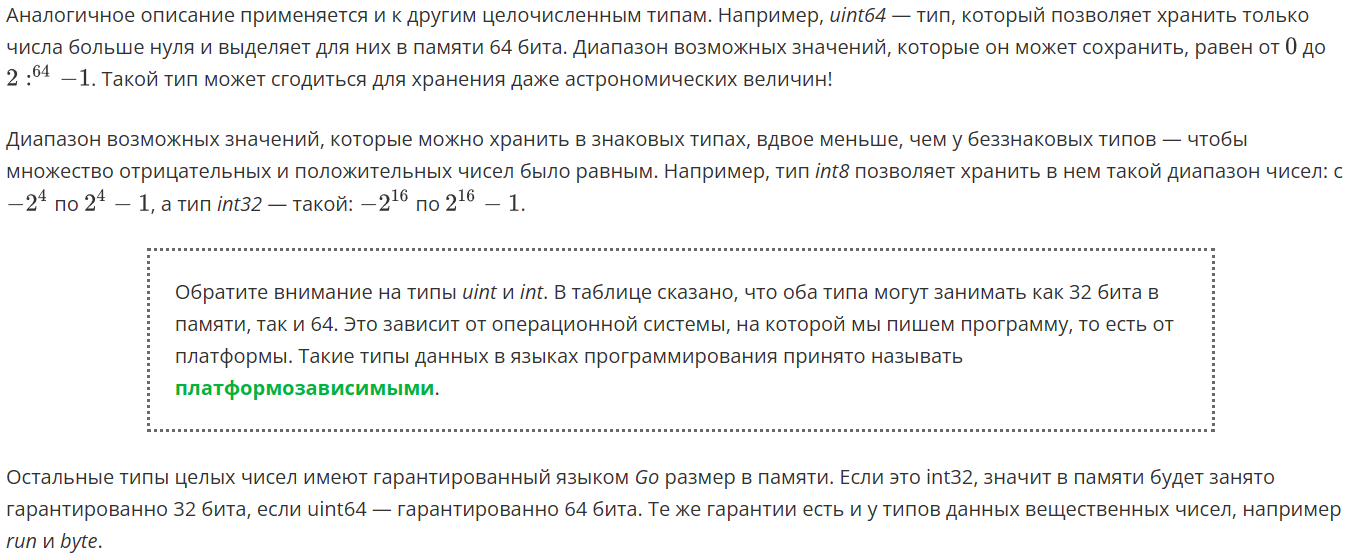 Аналогичное описание применяется и к другим целочисленным типам. Например, uint64 — тип, который позволяет хранить только
числа больше нуля и выделяет для них в памяти 64 бита. Диапазон возможных значений, которые он может сохранить, равен от 0 до
2 :⁶⁴ −1. Такой тип может сгодиться для хранения даже астрономических величин!
Диапазон возможных значений, которые можно хранить в знаковых типах, вдвое меньше, чем у беззнаковых типов — чтобы
множество отрицательных и положительных чисел было равным. Например, тип int8 позволяет хранить в нем такой диапазон чисел: с
−2⁴ по 2⁴ − 1, а тип int32 — такой: −2¹⁶ по 2¹⁶ − 1.
Обратите внимание на типы uint и int. В таблице сказано, что оба типа могут занимать как 32 бита в
памяти, так и 64. Это зависит от операционной системы, на которой мы пишем программу, то есть от
платформы. Такие типы данных в языках программирования принято называть
платформозависимыми.
Остальные типы целых чисел имеют гарантированный языком Go размер в памяти. Если это int32, значит в памяти будет занято
гарантированно 32 бита, если uint64 — гарантированно 64 бита. Те же гарантии есть и у типов данных вещественных чисел, например
run и byte.